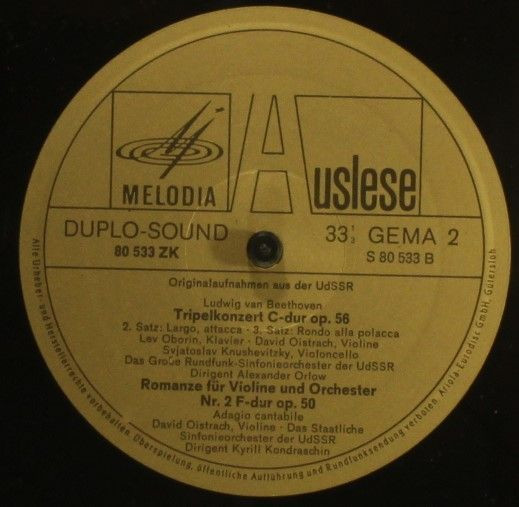 MELODIA
Auslese
DUPLO-SOUND 33 1/3 GEMA 2
80 533 ZK S 80 533 B
Originalaufnahmen aus der UdSSR
Ludwig van Beethoven
Tripelkonzert C-dur op. 56
2. Satz: Largo, attacca - 3. Satz: Rondo alla polacca
Lev Oborin, Klavier - David Oistrach, Violine
Svjatoslav Knushevitzky, Violoncello
Das Große Rundfunk-Sinfonieorchester der UdSSR
Dirigent Alexander Orlow
Romanze für Violine und Orchester
Nr. 2 F-dur op. 50
Adagio cantabile
David Oistrach, Violine - Das Staatliche
Sinfonieorchester der UdSSR
Dirigent Kyrill Kondraschin
Alle Urheber- und Herstellerrechte vorbehalten. Überspielung, öffentliche Aufführung und Rundfunksendung verboten. Ariola-Eurodisc GmbH, Gütersloh